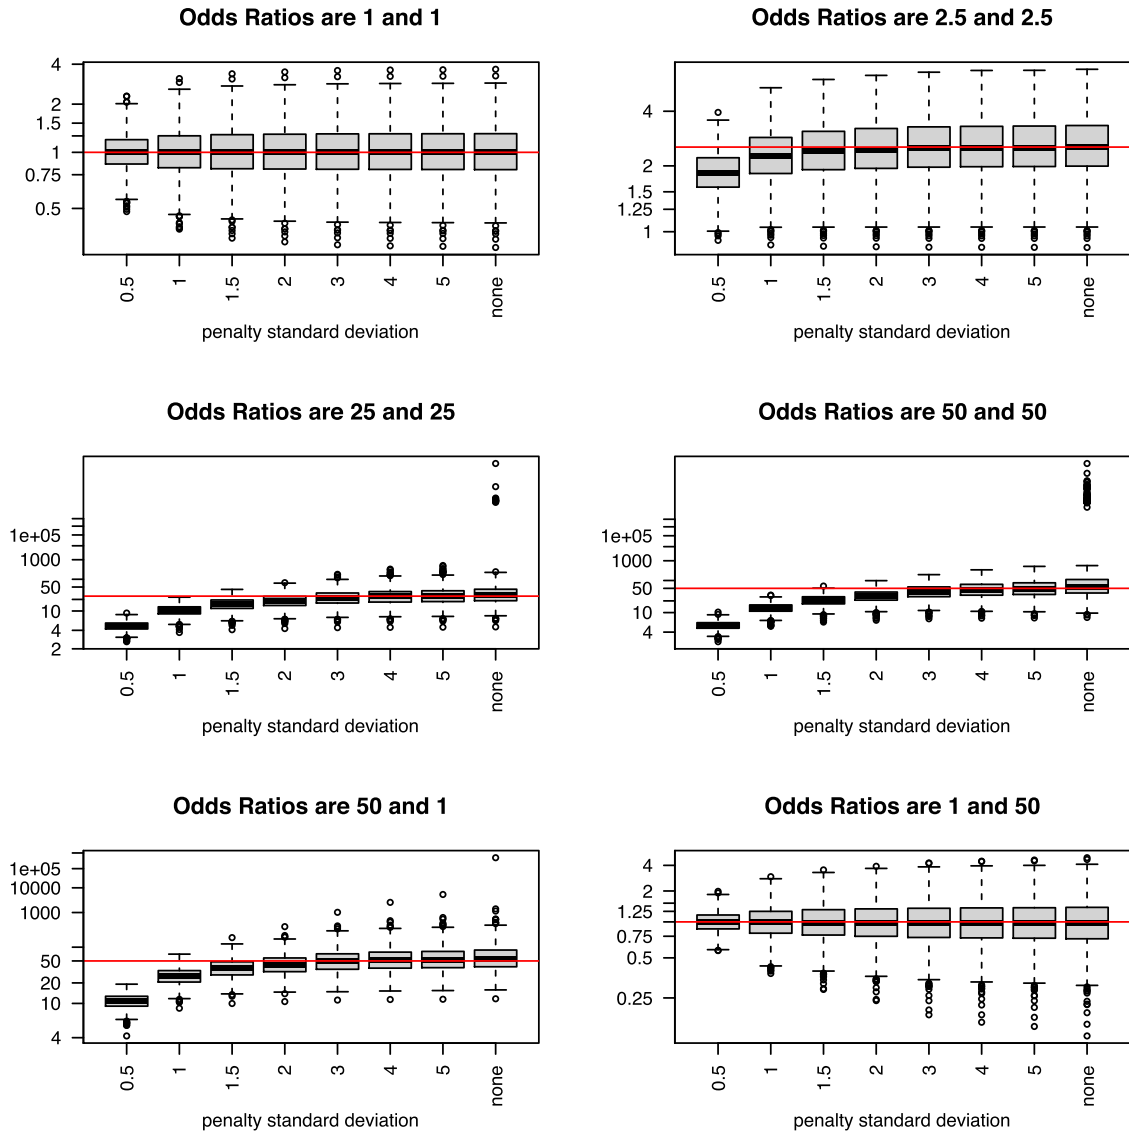 Odds Ratios are 1 and 1
4
2
1.5
1
0.75
0.5
0.5 1 1.5 2 3 4 5 none
penalty standard deviation
Odds Ratios are 2.5 and 2.5
4
2
1.5
1.25
1
0.5 1 1.5 2 3 4 5 none
penalty standard deviation
Odds Ratios are 25 and 25
1e+05
1000
50
10
4
2
0.5 1 1.5 2 3 4 5 none
penalty standard deviation
Odds Ratios are 50 and 50
1e+05
1000
50
10
4
0.5 1 1.5 2 3 4 5 none
penalty standard deviation
Odds Ratios are 50 and 1
1e+05
10000
1000
50
20
10
4
0.5 1 1.5 2 3 4 5 none
penalty standard deviation
Odds Ratios are 1 and 50
4
2
1.25
0.75
0.5
0.25
0.5 1 1.5 2 3 4 5 none
penalty standard deviation